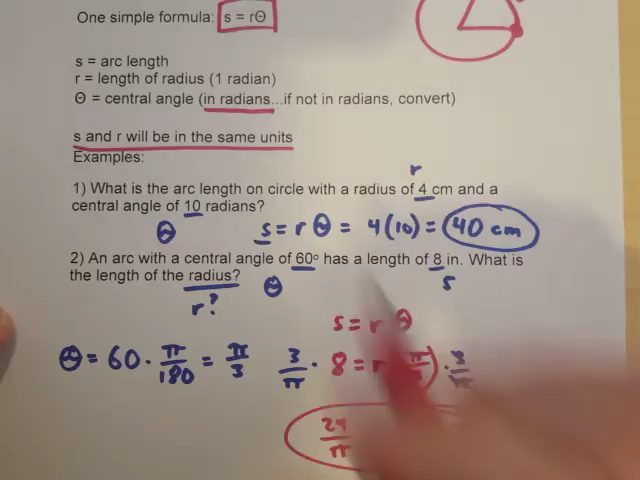 One simple formula: s = rΘ
s = arc length
r = length of radius (1 radian)
Θ = central angle (in radians...if not in radians, convert)
s and r will be in the same units
Examples:
r
1) What is the arc length on circle with a radius of 4 cm and a
central angle of 10 radians?
Θ s = r Θ = 4(10) = 40 cm
2) An arc with a central angle of 60° has a length of 8 in. What is
the length of the radius?
Θ s
r?
s = r Θ
Θ = 60 · π/180 = π/3 3/π · 8 = · 3/π
24/π